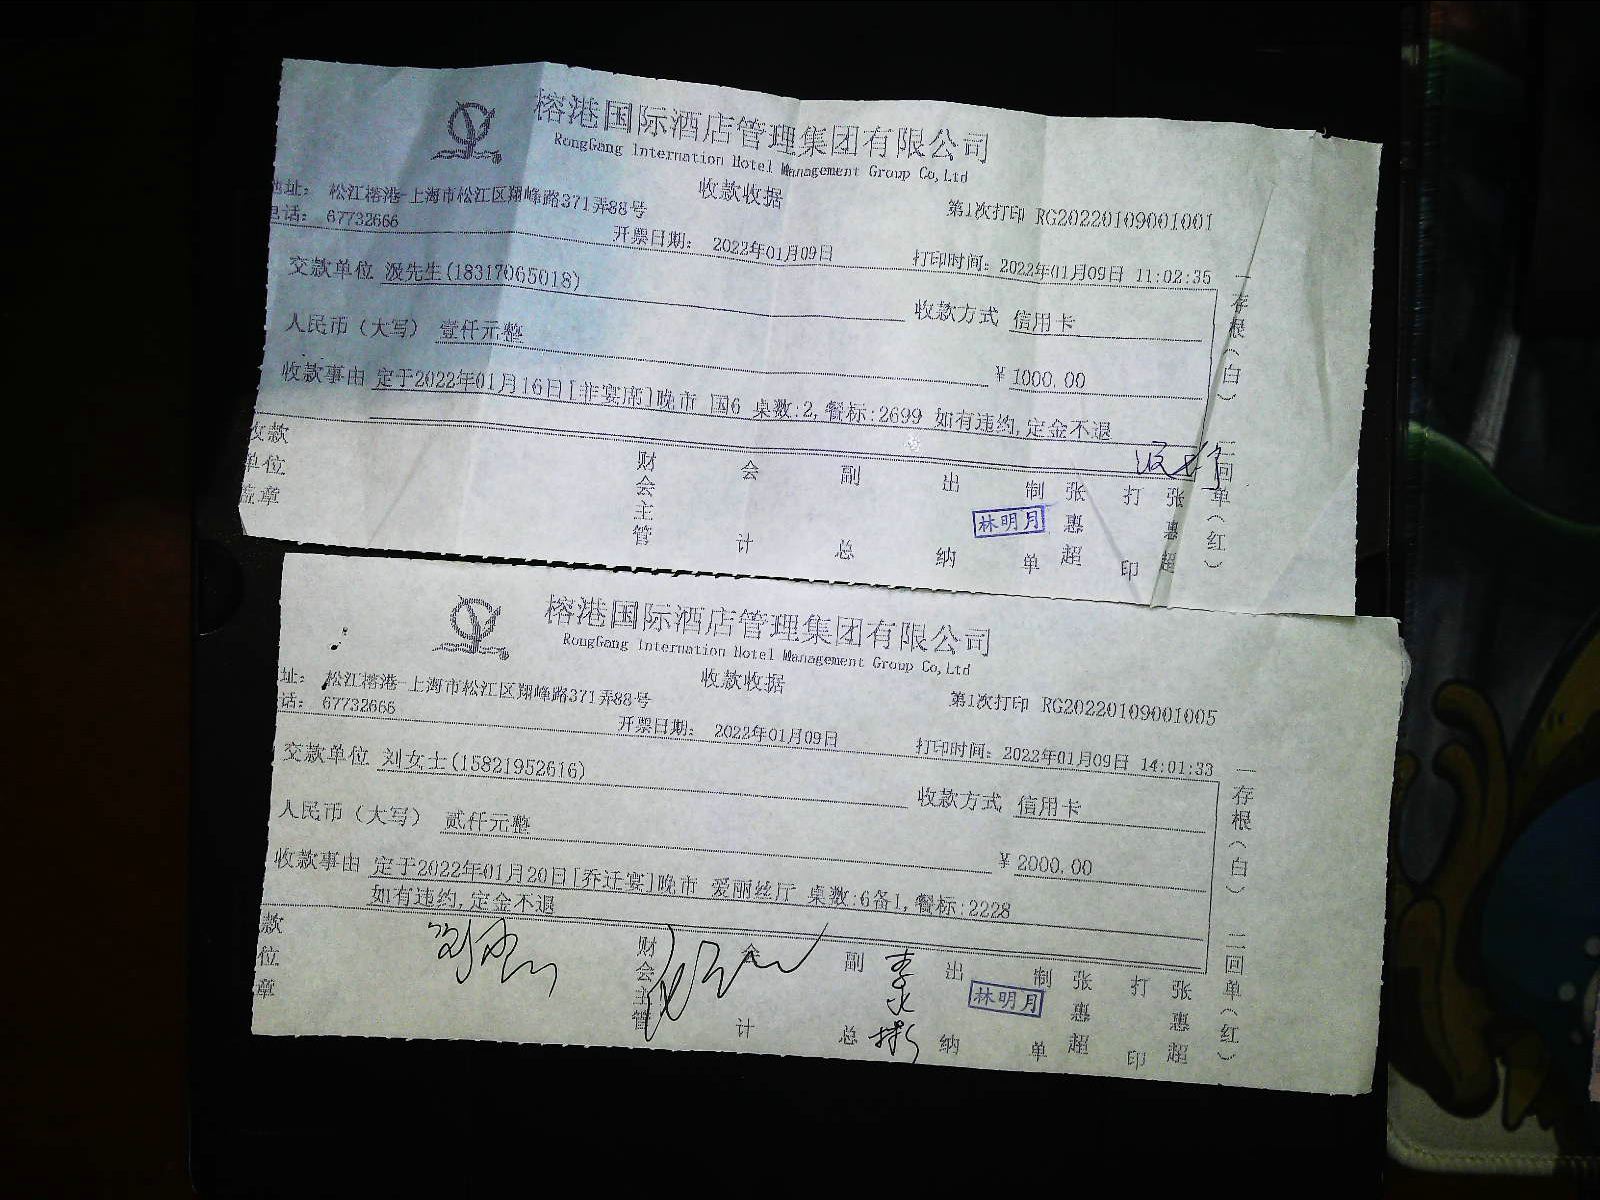 榕港国际酒店管理集团有限公司
RongGang Internation Hotel Management Group Co,Ltd
收款收据
地址: 松江榕港-上海市松江区翔峰路371弄88号
第1次打印 RG20220109001001
电话: 67732666
开票日期: 2022年01月09日
打印时间: 2022年01月09日 11:02:35
交款单位 汲先生(18317065018)
收款方式 信用卡
人民币(大写) 壹仟元整
¥ 1000.00
收款事由 定于2022年01月16日[非宴席]晚市 国6 桌数:2,餐标:2699 如有违约,定金不退
收款单位盖章
财会主管
会计
副总
出纳
林明月
制单
张惠超
打印
张惠超
一存根(白)
二回单(红)
榕港国际酒店管理集团有限公司
RongGang Internation Hotel Management Group Co,Ltd
收款收据
址: 松江榕港-上海市松江区翔峰路371弄88号
第1次打印 RG20220109001005
话: 67732666
开票日期: 2022年01月09日
打印时间: 2022年01月09日 14:01:33
交款单位 刘女士(15821952616)
收款方式 信用卡
人民币(大写) 贰仟元整
¥ 2000.00
收款事由 定于2022年01月20日[乔迁宴]晚市 爱丽丝厅 桌数:6备1,餐标:2228
如有违约,定金不退
款位章
财会主管
会计
副总
出纳
林明月
制单
张惠超
打印
张惠超
一存根(白)
二回单(红)